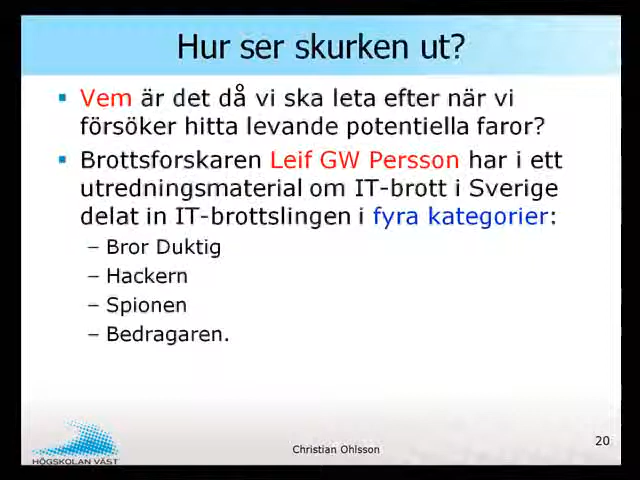 Hur ser skurken ut?
Vem är det då vi ska leta efter när vi
försöker hitta levande potentiella faror?
Brottsforskaren Leif GW Persson har i ett
utredningsmaterial om IT-brott i Sverige
delat in IT-brottslingen i fyra kategorier:
– Bror Duktig
– Hackern
– Spionen
– Bedragaren.
HÖGSKOLAN VÄST
Christian Ohlsson
20